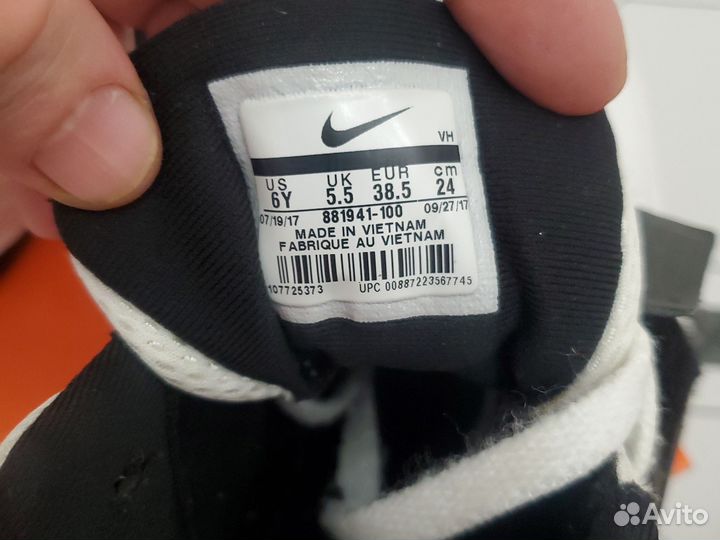 VH
US UK EUR cm
6Y 5.5 38.5 24
07/19/17 881941-100 09/27/17
MADE IN VIETNAM
FABRIQUE AU VIETNAM
107725373 UPC 00887223567745
Avito